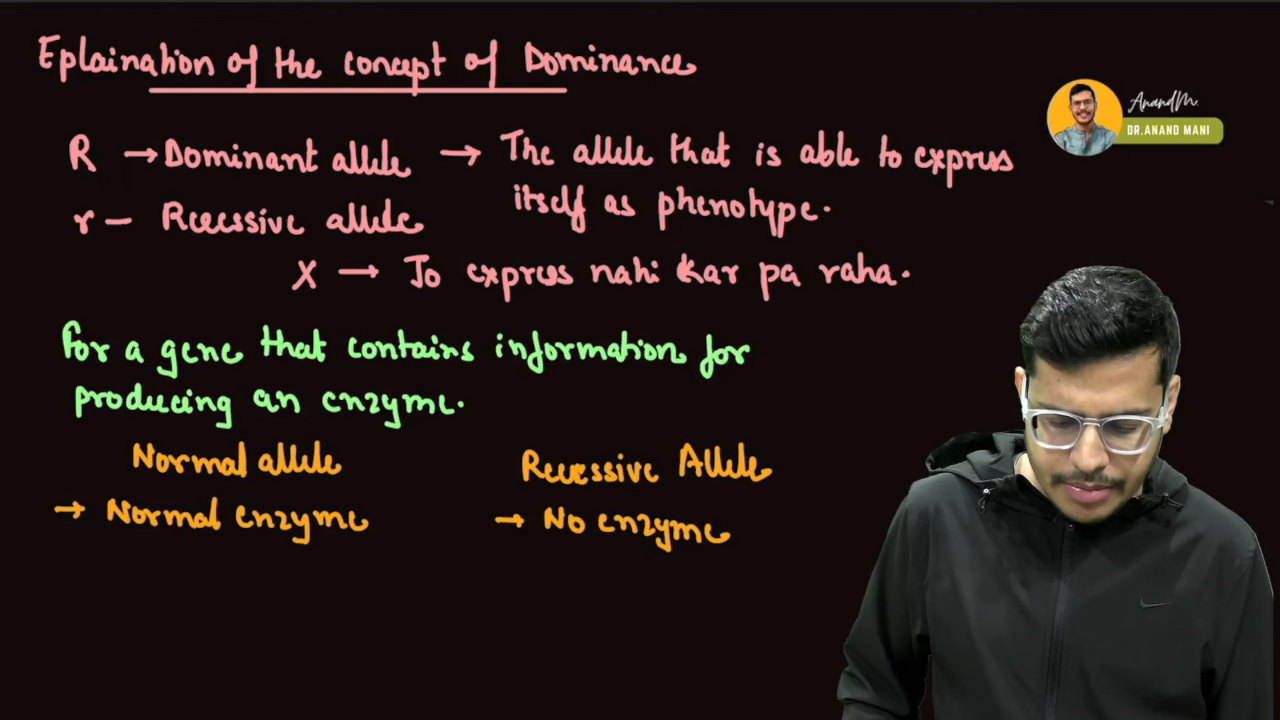 Eplaination of the concept of Dominance
AnandM.
DR.ANAND MANI
R → Dominant allele → The allele that is able to express
itself as phenotype.
r – Recessive allele
X → Jo express nahi kar pa raha.
For a gene that contains information for
producing an enzyme.
Normal allele
→ Normal enzyme
Recessive Allele
→ No enzyme